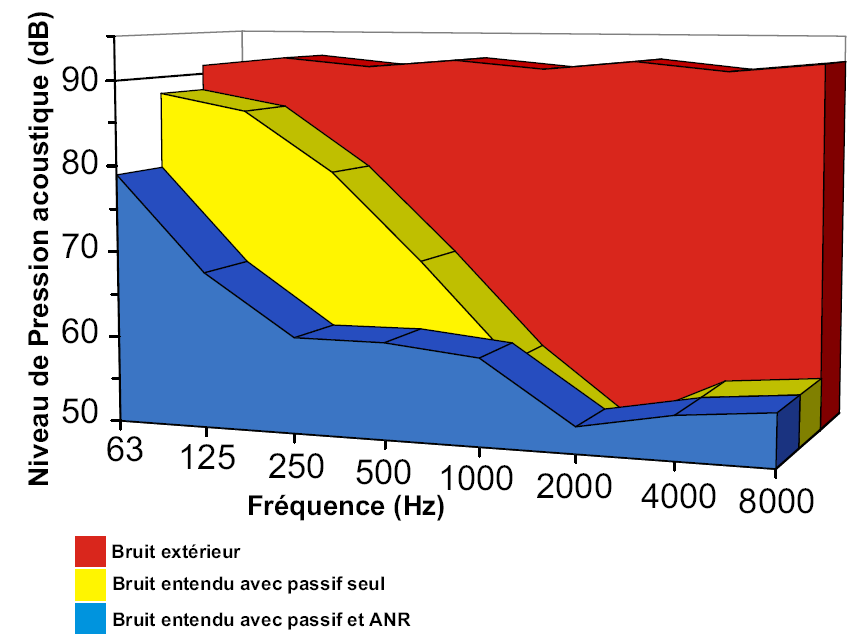 Niveau de Pression acoustique (dB)
90
80
70
60
50
63
125
250
500
1000
2000
4000
8000
Fréquence (Hz)
Bruit extérieur
Bruit entendu avec passif seul
Bruit entendu avec passif et ANR